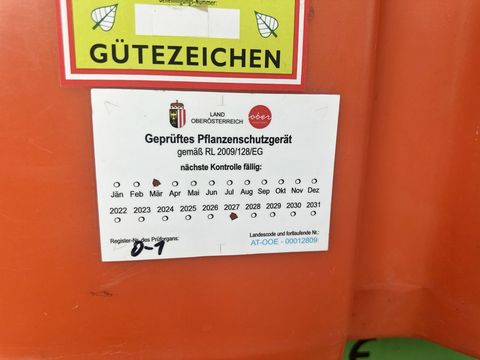 GÜTEZEICHEN
LAND
OBERÖSTERREICH
ober
Geprüftes Pflanzenschutzgerät
gemäß RL 2009/128/EG
nächste Kontrolle fällig:
Jän Feb Mär Apr Mai Jun Jul Aug Sep Okt Nov Dez
2022 2023 2024 2025 2026 2027 2028 2029 2030 2031
Register-Nr. des Prüforgans:
0-1
Landescode und fortlaufende Nr.:
AT-OOE - 00012809